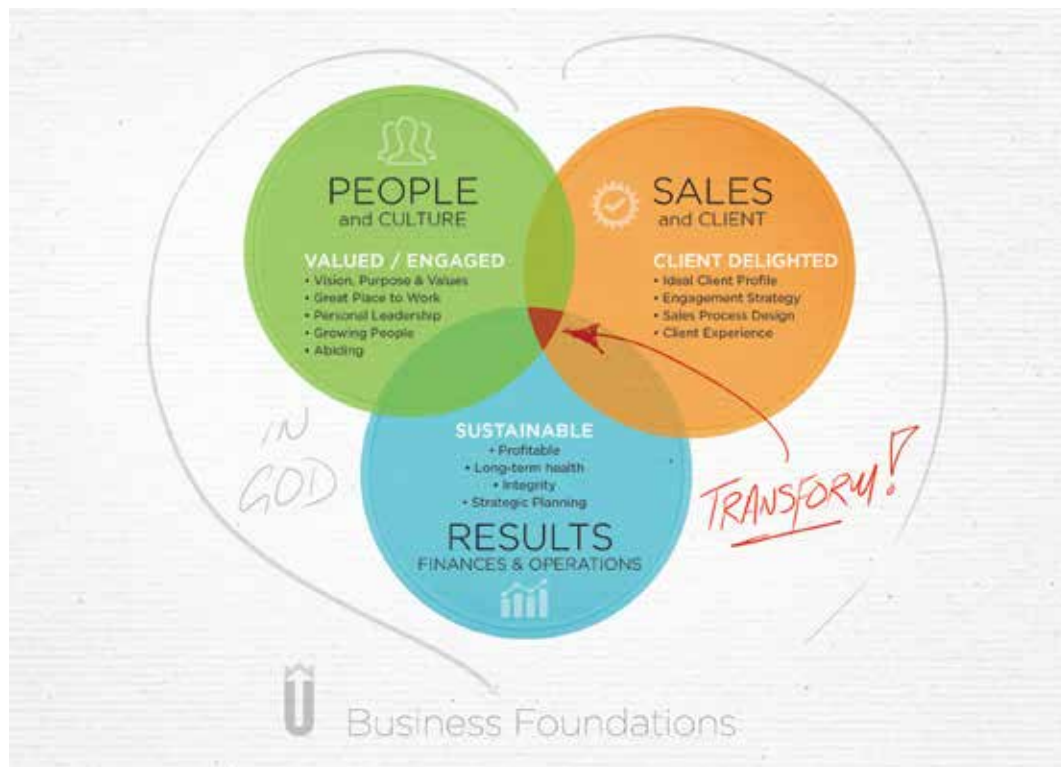 PEOPLE
and CULTURE
VALUED / ENGAGED
• Vision, Purpose & Values
• Great Place to Work
• Personal Leadership
• Growing People
• Abiding
SALES
and CLIENT
CLIENT DELIGHTED
• Ideal Client Profile
• Engagement Strategy
• Sales Process Design
• Client Experience
IN
GOD
SUSTAINABLE
• Profitable
• Long-term health
• Integrity
• Strategic Planning
RESULTS
FINANCES & OPERATIONS
TRANSFORM!
U Business Foundations